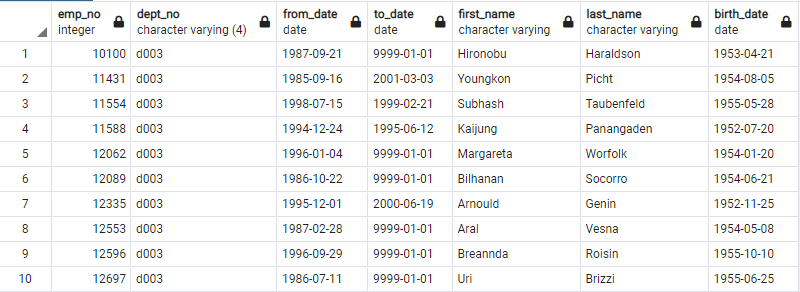 emp_no dept_no from_date to_date first_name last_name birth_date
integer character varying (4) date date character varying character varying date
1 10100 d003 1987-09-21 9999-01-01 Hironobu Haraldson 1953-04-21
2 11431 d003 1985-09-16 2001-03-03 Youngkon Picht 1954-08-05
3 11554 d003 1998-07-15 1999-02-21 Subhash Taubenfeld 1955-05-28
4 11588 d003 1994-12-24 1995-06-12 Kaijung Panangaden 1952-07-20
5 12062 d003 1996-01-04 9999-01-01 Margareta Worfolk 1954-01-20
6 12089 d003 1986-10-22 9999-01-01 Bilhanan Socorro 1954-06-21
7 12335 d003 1995-12-01 2000-06-19 Arnould Genin 1952-11-25
8 12553 d003 1987-02-28 9999-01-01 Aral Vesna 1954-05-08
9 12596 d003 1996-09-29 9999-01-01 Breannda Roisin 1955-10-10
10 12697 d003 1986-07-11 9999-01-01 Uri Brizzi 1955-06-25